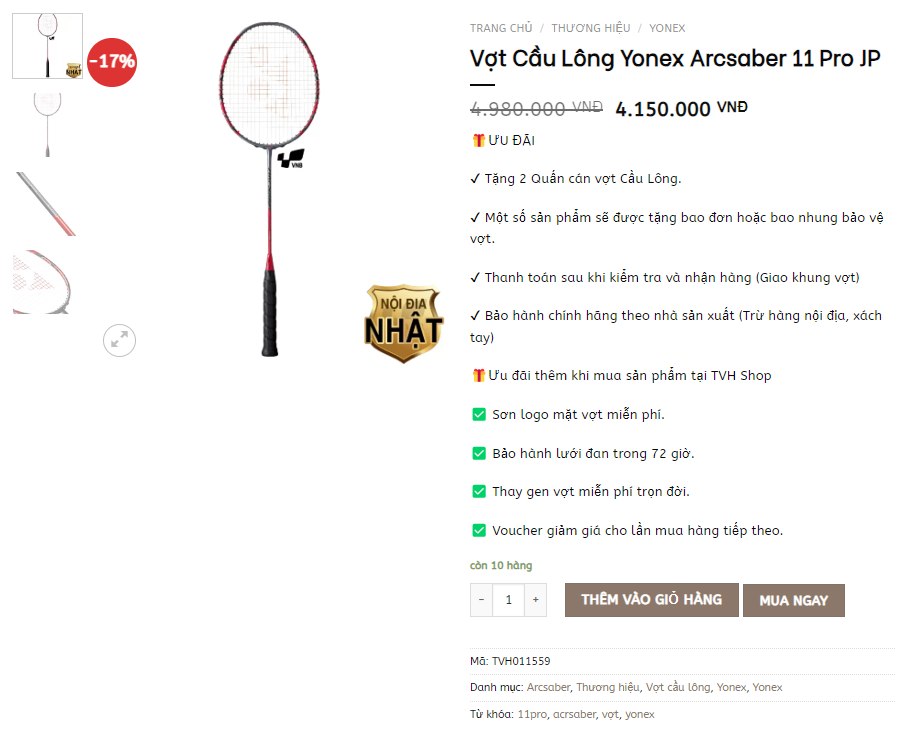 -17%
VNB
NỘI ĐỊA
NHẬT
NHẬT
TRANG CHỦ / THƯƠNG HIỆU / YONEX
Vợt Cầu Lông Yonex Arcsaber 11 Pro JP
4.980.000 VNĐ 4.150.000 VNĐ
🎁 ƯU ĐÃI
✓ Tặng 2 Quấn cán vợt Cầu Lông.
✓ Một số sản phẩm sẽ được tặng bao đơn hoặc bao nhung bảo vệ
vợt.
✓ Thanh toán sau khi kiểm tra và nhận hàng (Giao khung vợt)
✓ Bảo hành chính hãng theo nhà sản xuất (Trừ hàng nội địa, xách
tay)
🎁 Ưu đãi thêm khi mua sản phẩm tại TVH Shop
✅ Sơn logo mặt vợt miễn phí.
✅ Bảo hành lưới đan trong 72 giờ.
✅ Thay gen vợt miễn phí trọn đời.
✅ Voucher giảm giá cho lần mua hàng tiếp theo.
còn 10 hàng
- 1 + THÊM VÀO GIỎ HÀNG MUA NGAY
Mã: TVH011559
Danh mục: Arcsaber, Thương hiệu, Vợt cầu lông, Yonex, Yonex
Từ khóa: 11pro, acrsaber, vợt, yonex